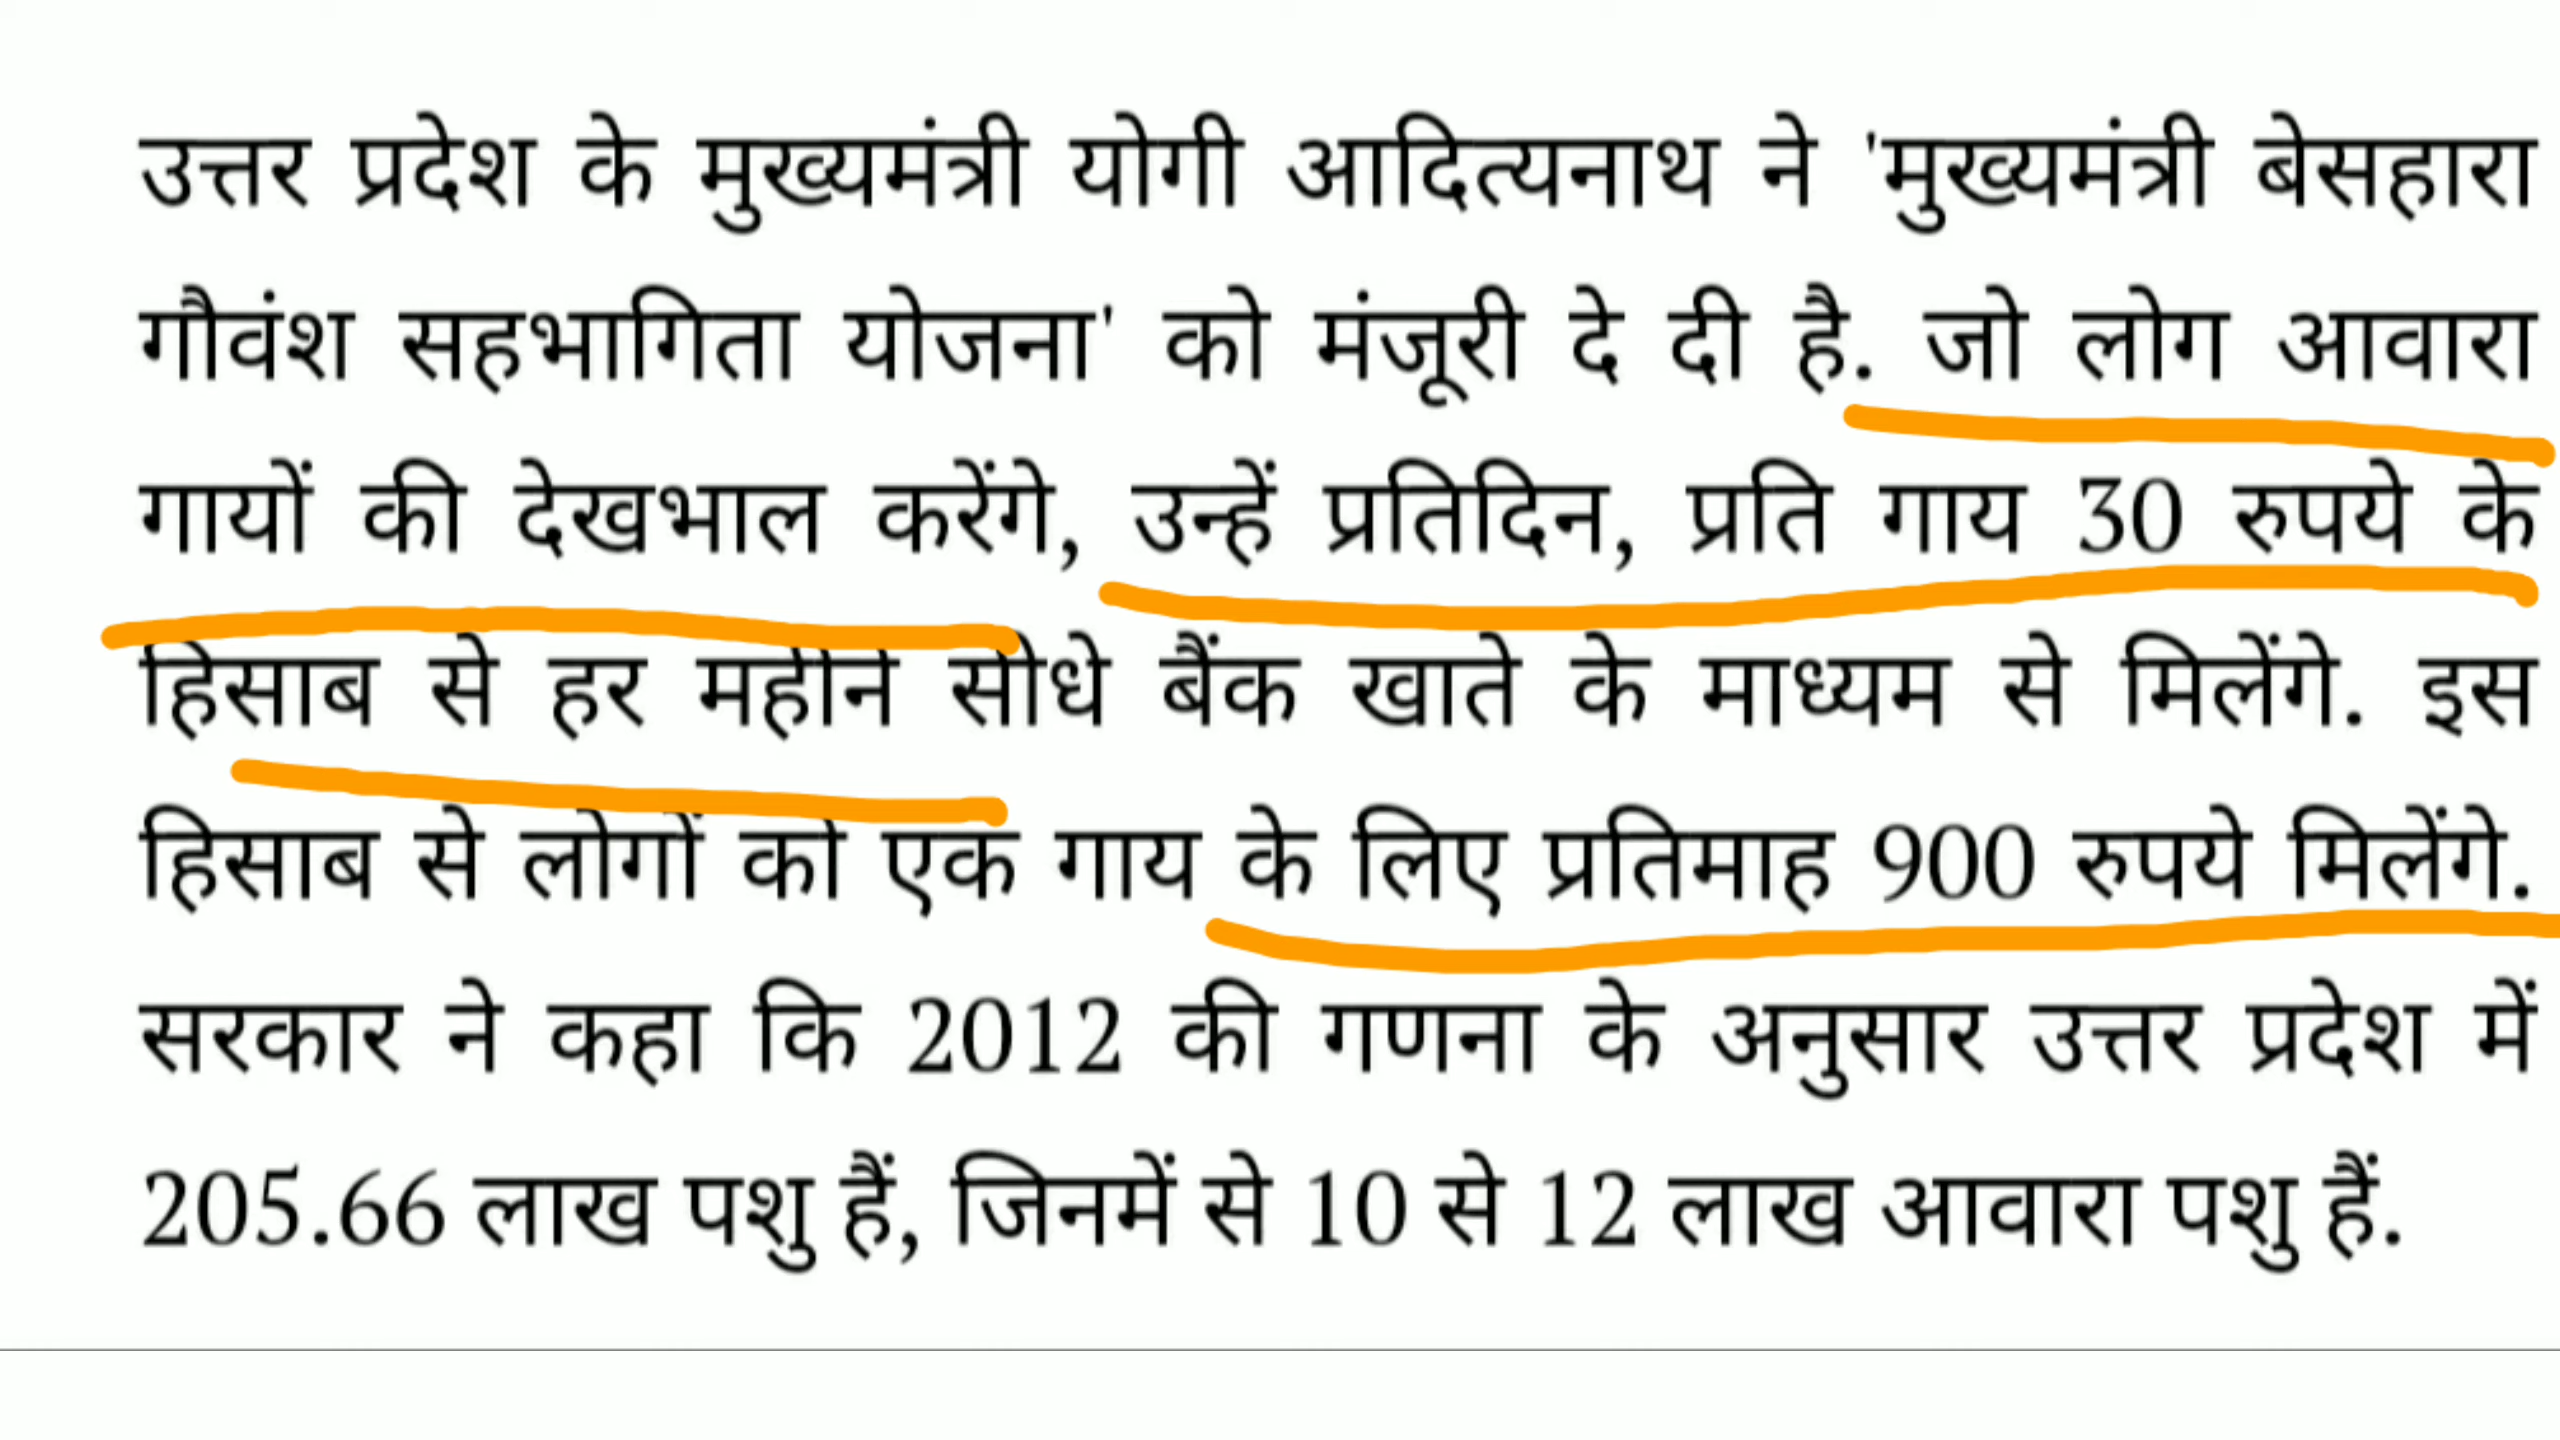 उत्तर प्रदेश के मुख्यमंत्री योगी आदित्यनाथ ने 'मुख्यमंत्री बेसहारा
गौवंश सहभागिता योजना' को मंजूरी दे दी है. जो लोग आवारा
गायों की देखभाल करेंगे, उन्हें प्रतिदिन, प्रति गाय 30 रुपये के
हिसाब से हर महीने सीधे बैंक खाते के माध्यम से मिलेंगे. इस
हिसाब से लोगों को एक गाय के लिए प्रतिमाह 900 रुपये मिलेंगे.
सरकार ने कहा कि 2012 की गणना के अनुसार उत्तर प्रदेश में
205.66 लाख पशु हैं, जिनमें से 10 से 12 लाख आवारा पशु हैं.